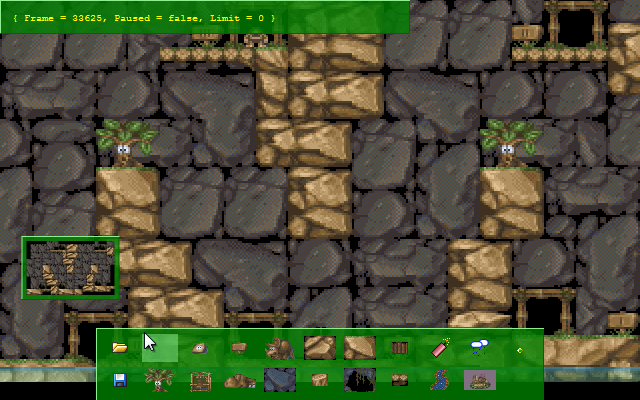 { Frame = 33625, Paused = false, Limit = 0 }